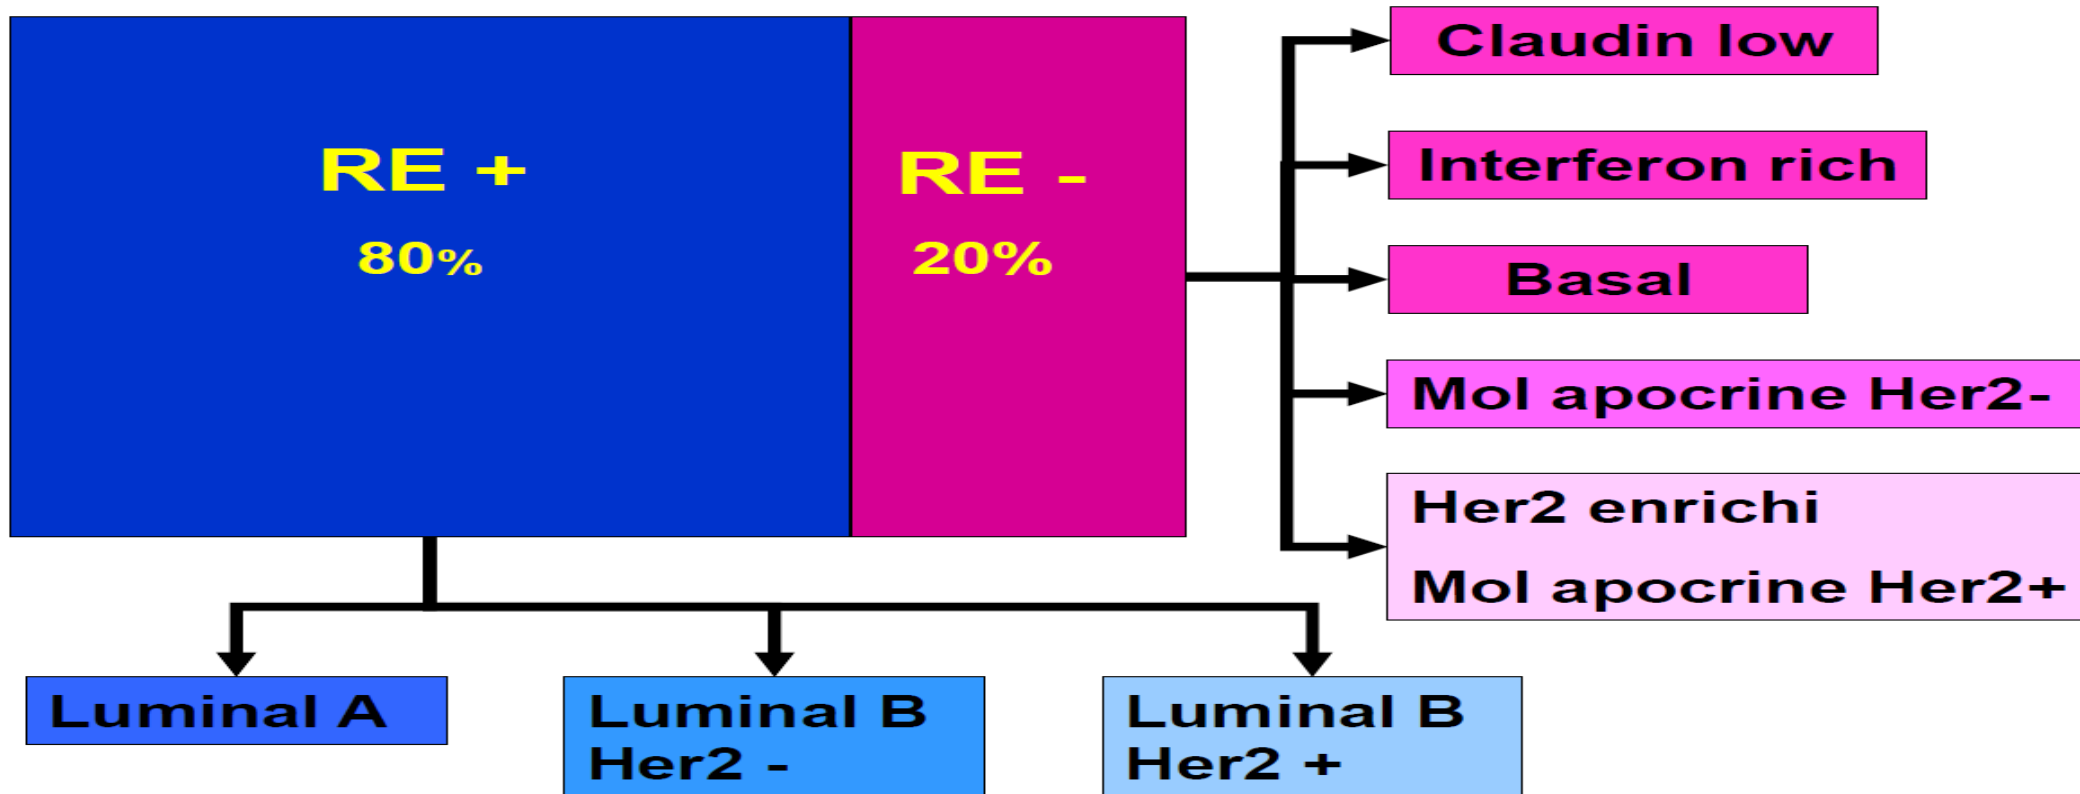 RE +
80%
RE -
20%
Claudin low
Interferon rich
Basal
Mol apocrine Her2-
Her2 enrichi
Mol apocrine Her2+
Luminal A
Luminal B
Her2 -
Luminal B
Her2 +